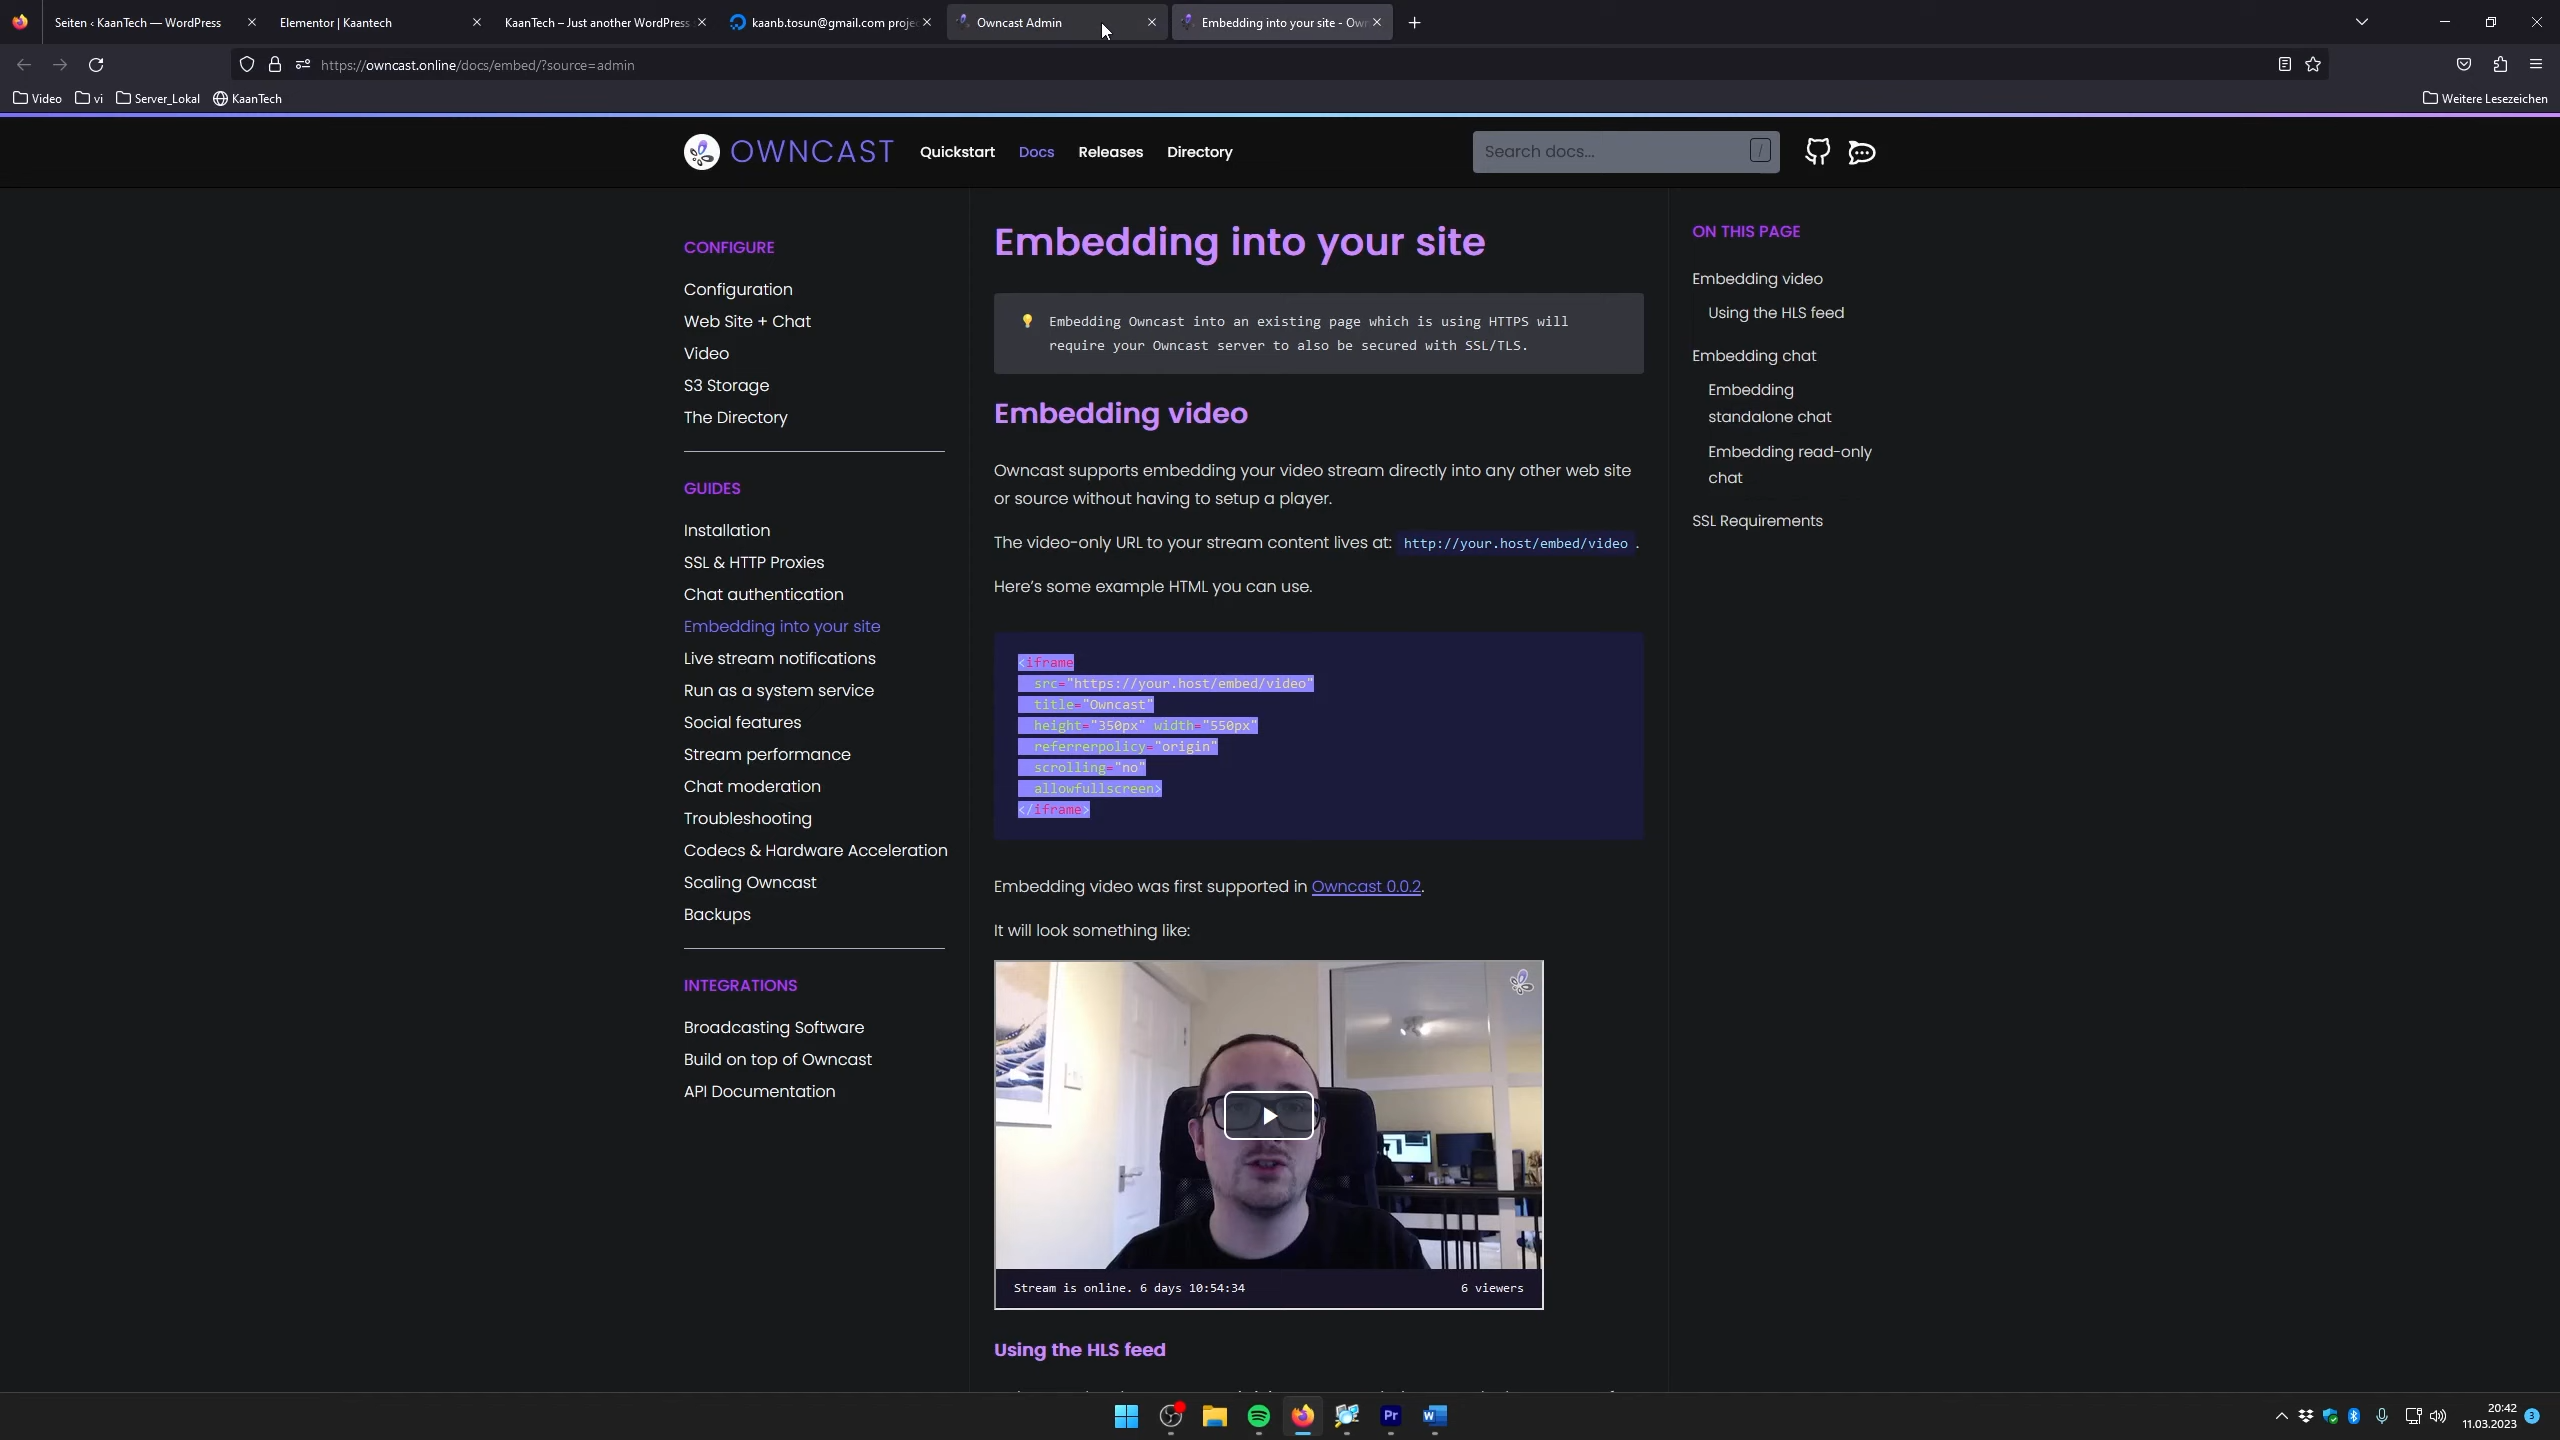 Seiten ‹ KaanTech — WordPress
Elementor | Kaantech
KaanTech – Just another WordPress
kaanb.tosun@gmail.com proje
Owncast Admin
Embedding into your site - Own
https://owncast.online/docs/embed/?source=admin
Video
vi
Server_Lokal
KaanTech
Weitere Lesezeichen
OWNCAST
Quickstart
Docs
Releases
Directory
Search docs...
/
CONFIGURE
Configuration
Web Site + Chat
Video
S3 Storage
The Directory
GUIDES
Installation
SSL & HTTP Proxies
Chat authentication
Embedding into your site
Live stream notifications
Run as a system service
Social features
Stream performance
Chat moderation
Troubleshooting
Codecs & Hardware Acceleration
Scaling Owncast
Backups
INTEGRATIONS
Broadcasting Software
Build on top of Owncast
API Documentation
Embedding into your site
Embedding Owncast into an existing page which is using HTTPS will
require your Owncast server to also be secured with SSL/TLS.
Embedding video
Owncast supports embedding your video stream directly into any other web site
or source without having to setup a player.
The video-only URL to your stream content lives at: http://your.host/embed/video .
Here's some example HTML you can use.
<iframe
src="https://your.host/embed/video"
title="Owncast"
height="350px" width="550px"
referrerpolicy="origin"
scrolling="no"
allowfullscreen>
</iframe>
Embedding video was first supported in Owncast 0.0.2.
It will look something like:
Stream is online. 6 days 10:54:34
6 viewers
Using the HLS feed
ON THIS PAGE
Embedding video
Using the HLS feed
Embedding chat
Embedding
standalone chat
Embedding read-only
chat
SSL Requirements
Pr
W
20:42
11.03.2023
3